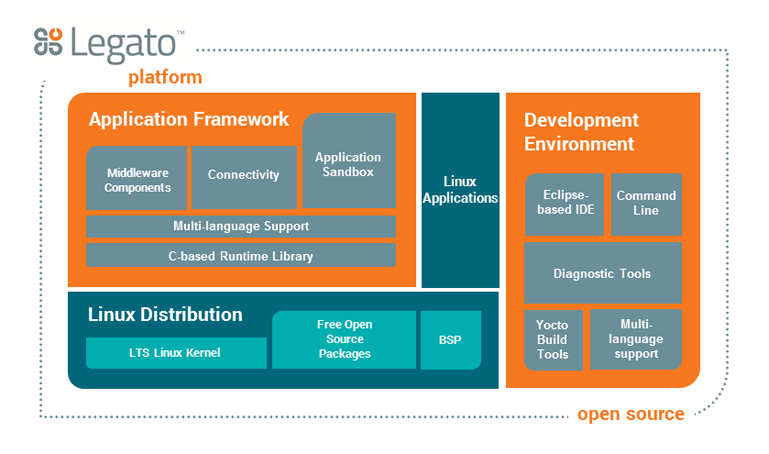 Legato™
platform
Application Framework
Middleware
Components
Connectivity
Application
Sandbox
Multi-language Support
C-based Runtime Library
Linux
Applications
Linux Distribution
LTS Linux Kernel
Free Open
Source
Packages
BSP
Development
Environment
Eclipse-
based IDE
Command
Line
Diagnostic Tools
Yocto
Build
Tools
Multi-
language
support
open source